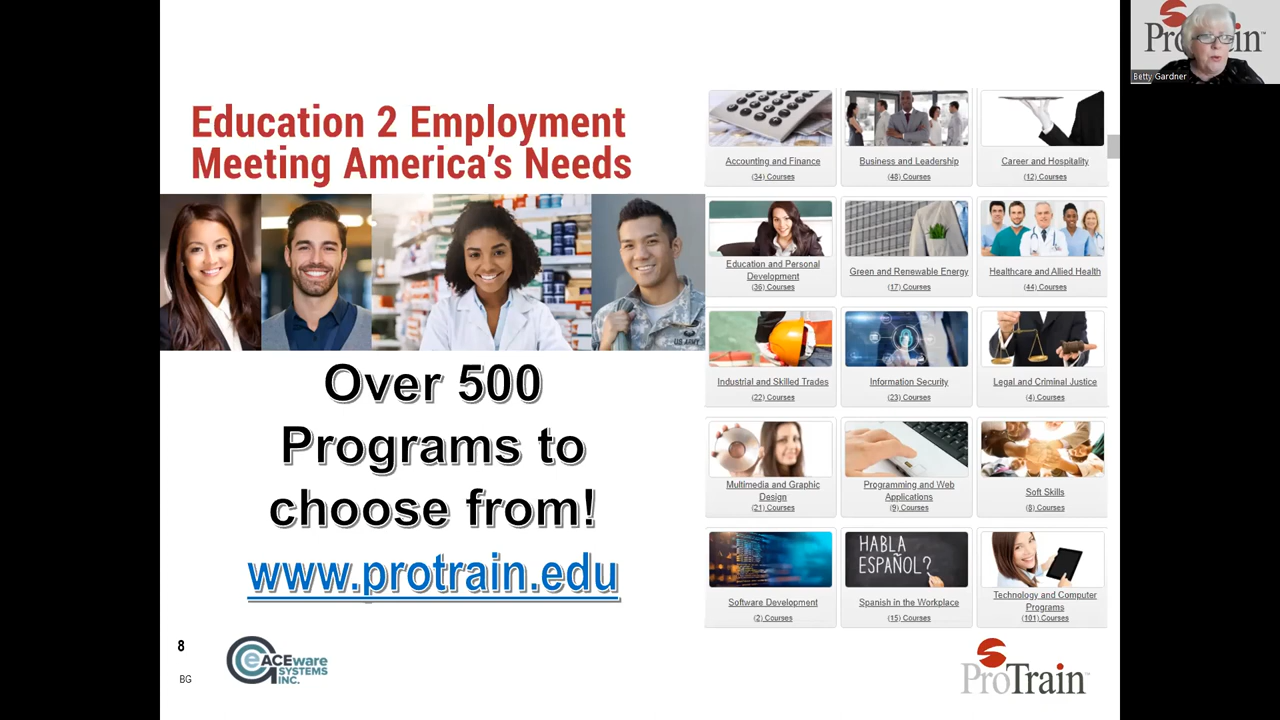 ProTrain
Betty Gardner
Education 2 Employment
Meeting America's Needs
US ARMY
Over 500
Programs to
choose from!
www.protrain.edu
Accounting and Finance
(34) Courses
Business and Leadership
(48) Courses
Career and Hospitality
(12) Courses
Education and Personal
Development
(36) Courses
Green and Renewable Energy
(17) Courses
Healthcare and Allied Health
(44) Courses
Industrial and Skilled Trades
(22) Courses
Information Security
(23) Courses
Legal and Criminal Justice
(4) Courses
Multimedia and Graphic
Design
(21) Courses
Programming and Web
Applications
(9) Courses
Soft Skills
(8) Courses
Software Development
(2) Courses
HABLA
ESPAÑOL?
Spanish in the Workplace
(15) Courses
Technology and Computer
Programs
(101) Courses
8
BG
eACEware
SYSTEMS
INC.
ProTrain™